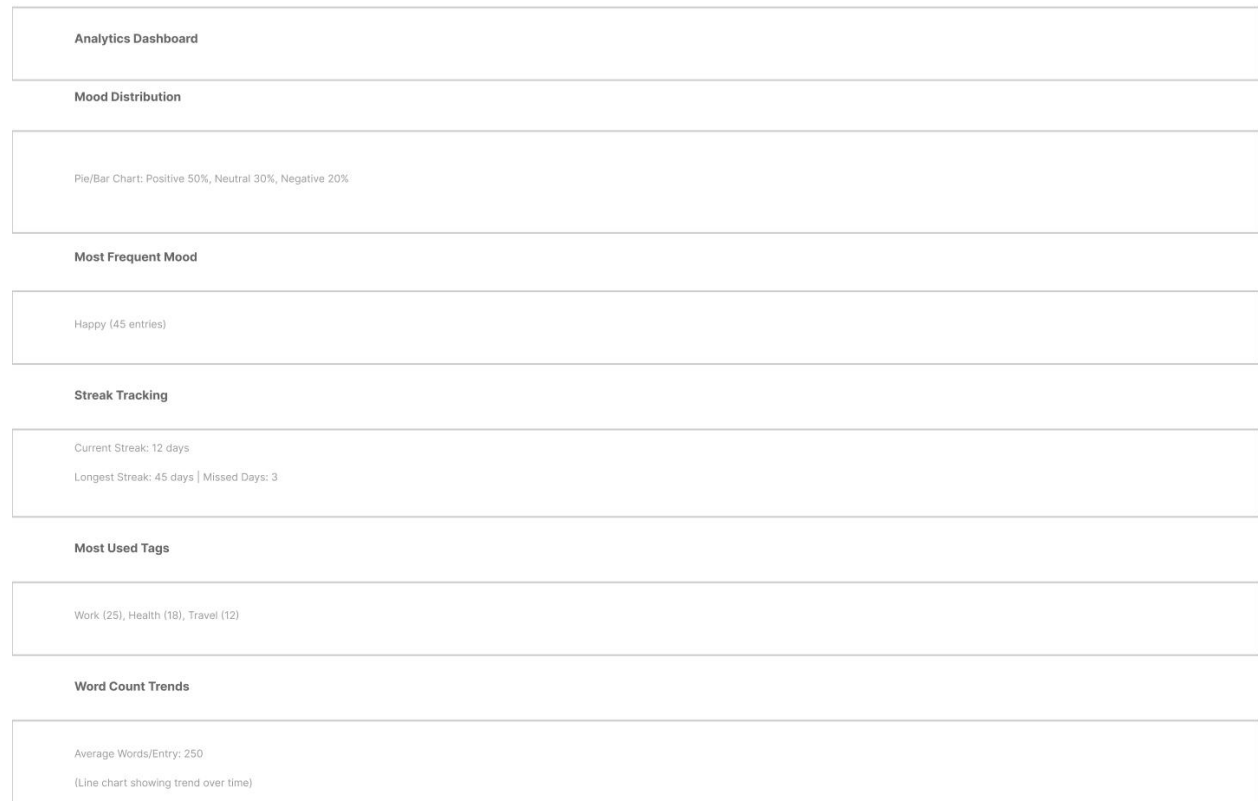 Analytics Dashboard
Mood Distribution
Pie/Bar Chart: Positive 50%, Neutral 30%, Negative 20%
Most Frequent Mood
Happy (45 entries)
Streak Tracking
Current Streak: 12 days
Longest Streak: 45 days | Missed Days: 3
Most Used Tags
Work (25), Health (18), Travel (12)
Word Count Trends
Average Words/Entry: 250
(Line chart showing trend over time)